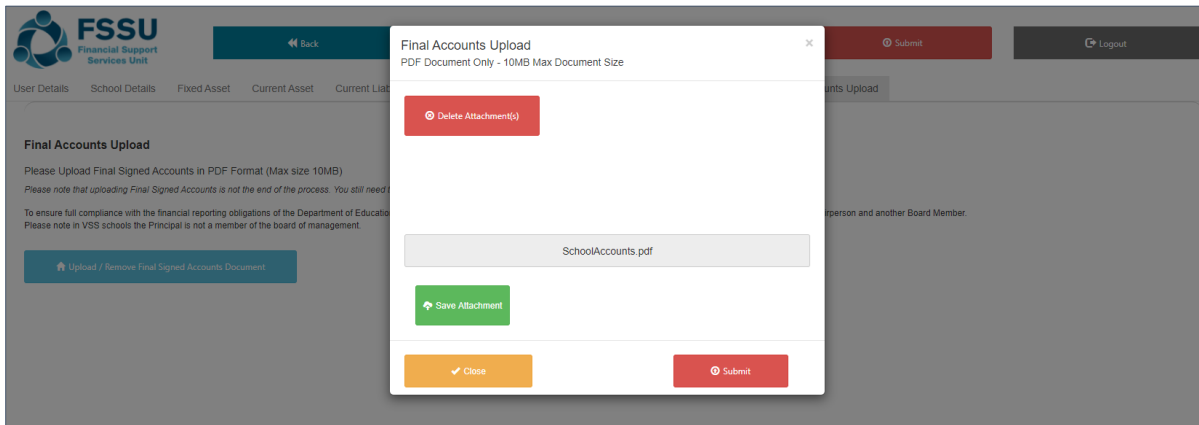 FSSU
Financial Support
Services Unit
Back
Submit
Logout
User Details School Details Fixed Asset Current Asset Current Liab
unts Upload
Final Accounts Upload
Please Upload Final Signed Accounts in PDF Format (Max size 10MB)
Please note that uploading Final Signed Accounts is not the end of the process. You still need t
To ensure full compliance with the financial reporting obligations of the Department of Education
irperson and another Board Member.
Please note in VSS schools the Principal is not a member of the board of management.
Upload / Remove Final Signed Accounts Document
Final Accounts Upload
×
PDF Document Only - 10MB Max Document Size
Delete Attachment(s)
SchoolAccounts.pdf
Save Attachment
Close
Submit